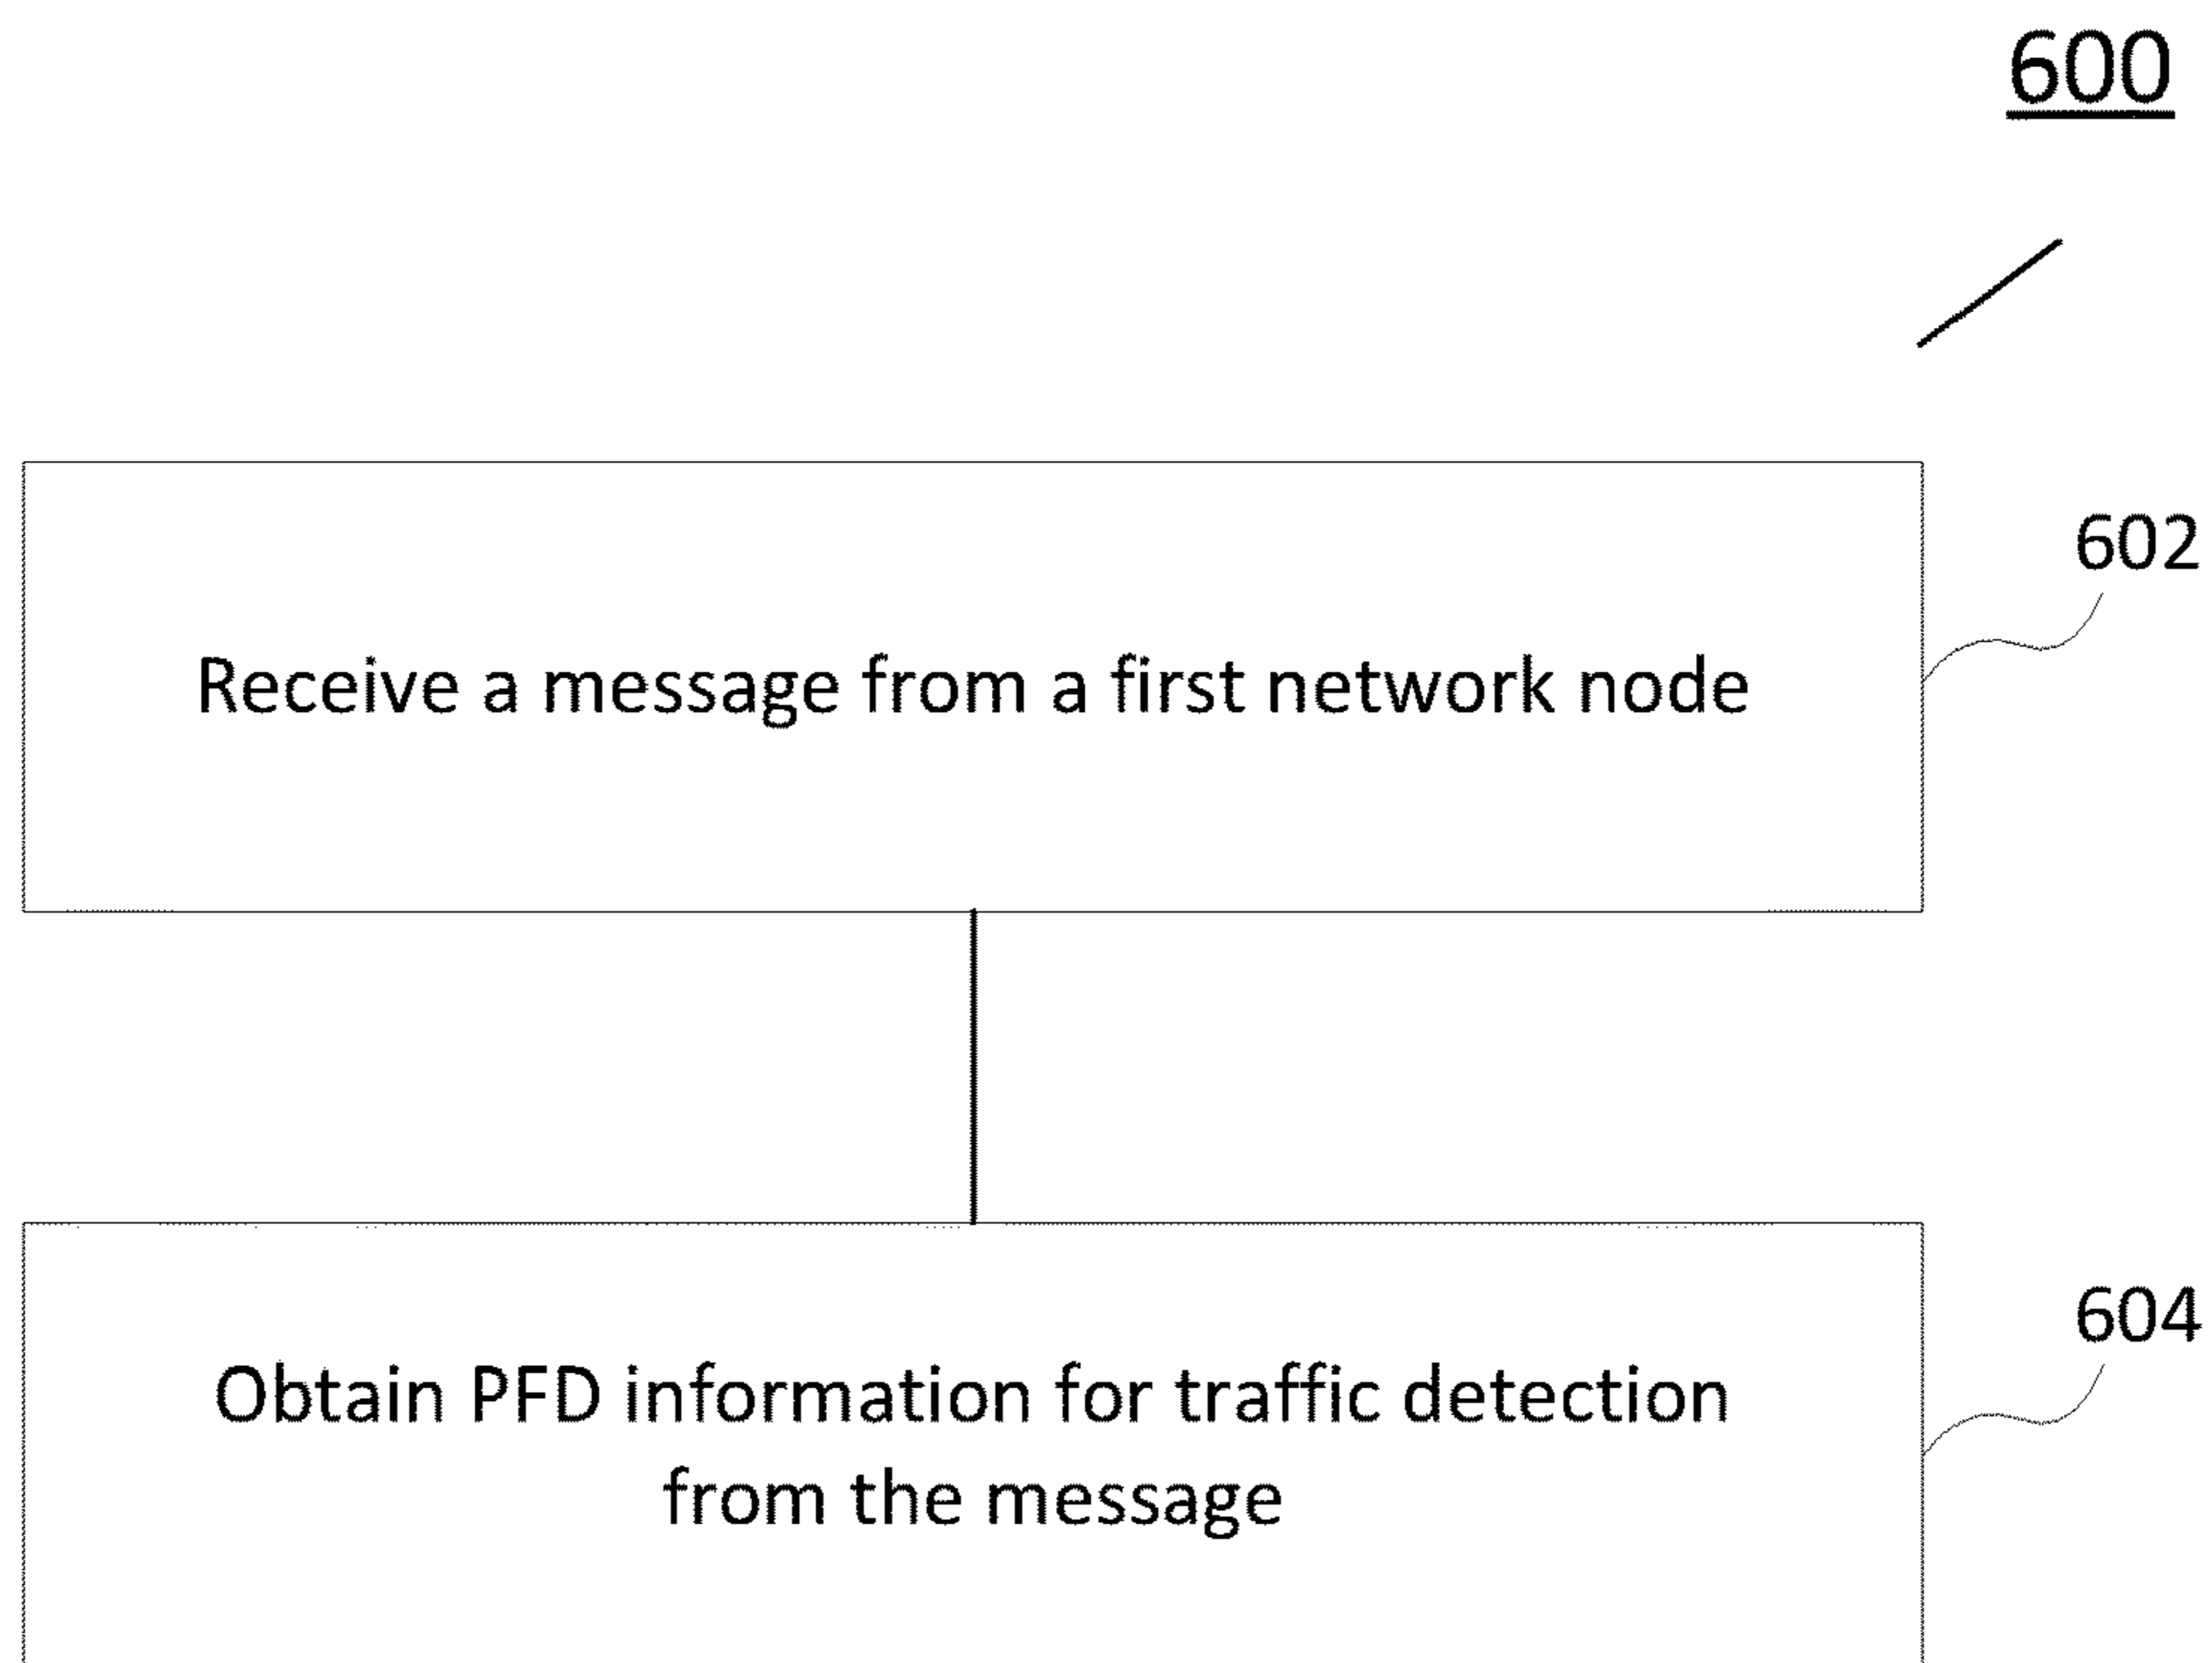 600
602
Receive a message from a first network node
604
Obtain PFD information for traffic detection
from the message